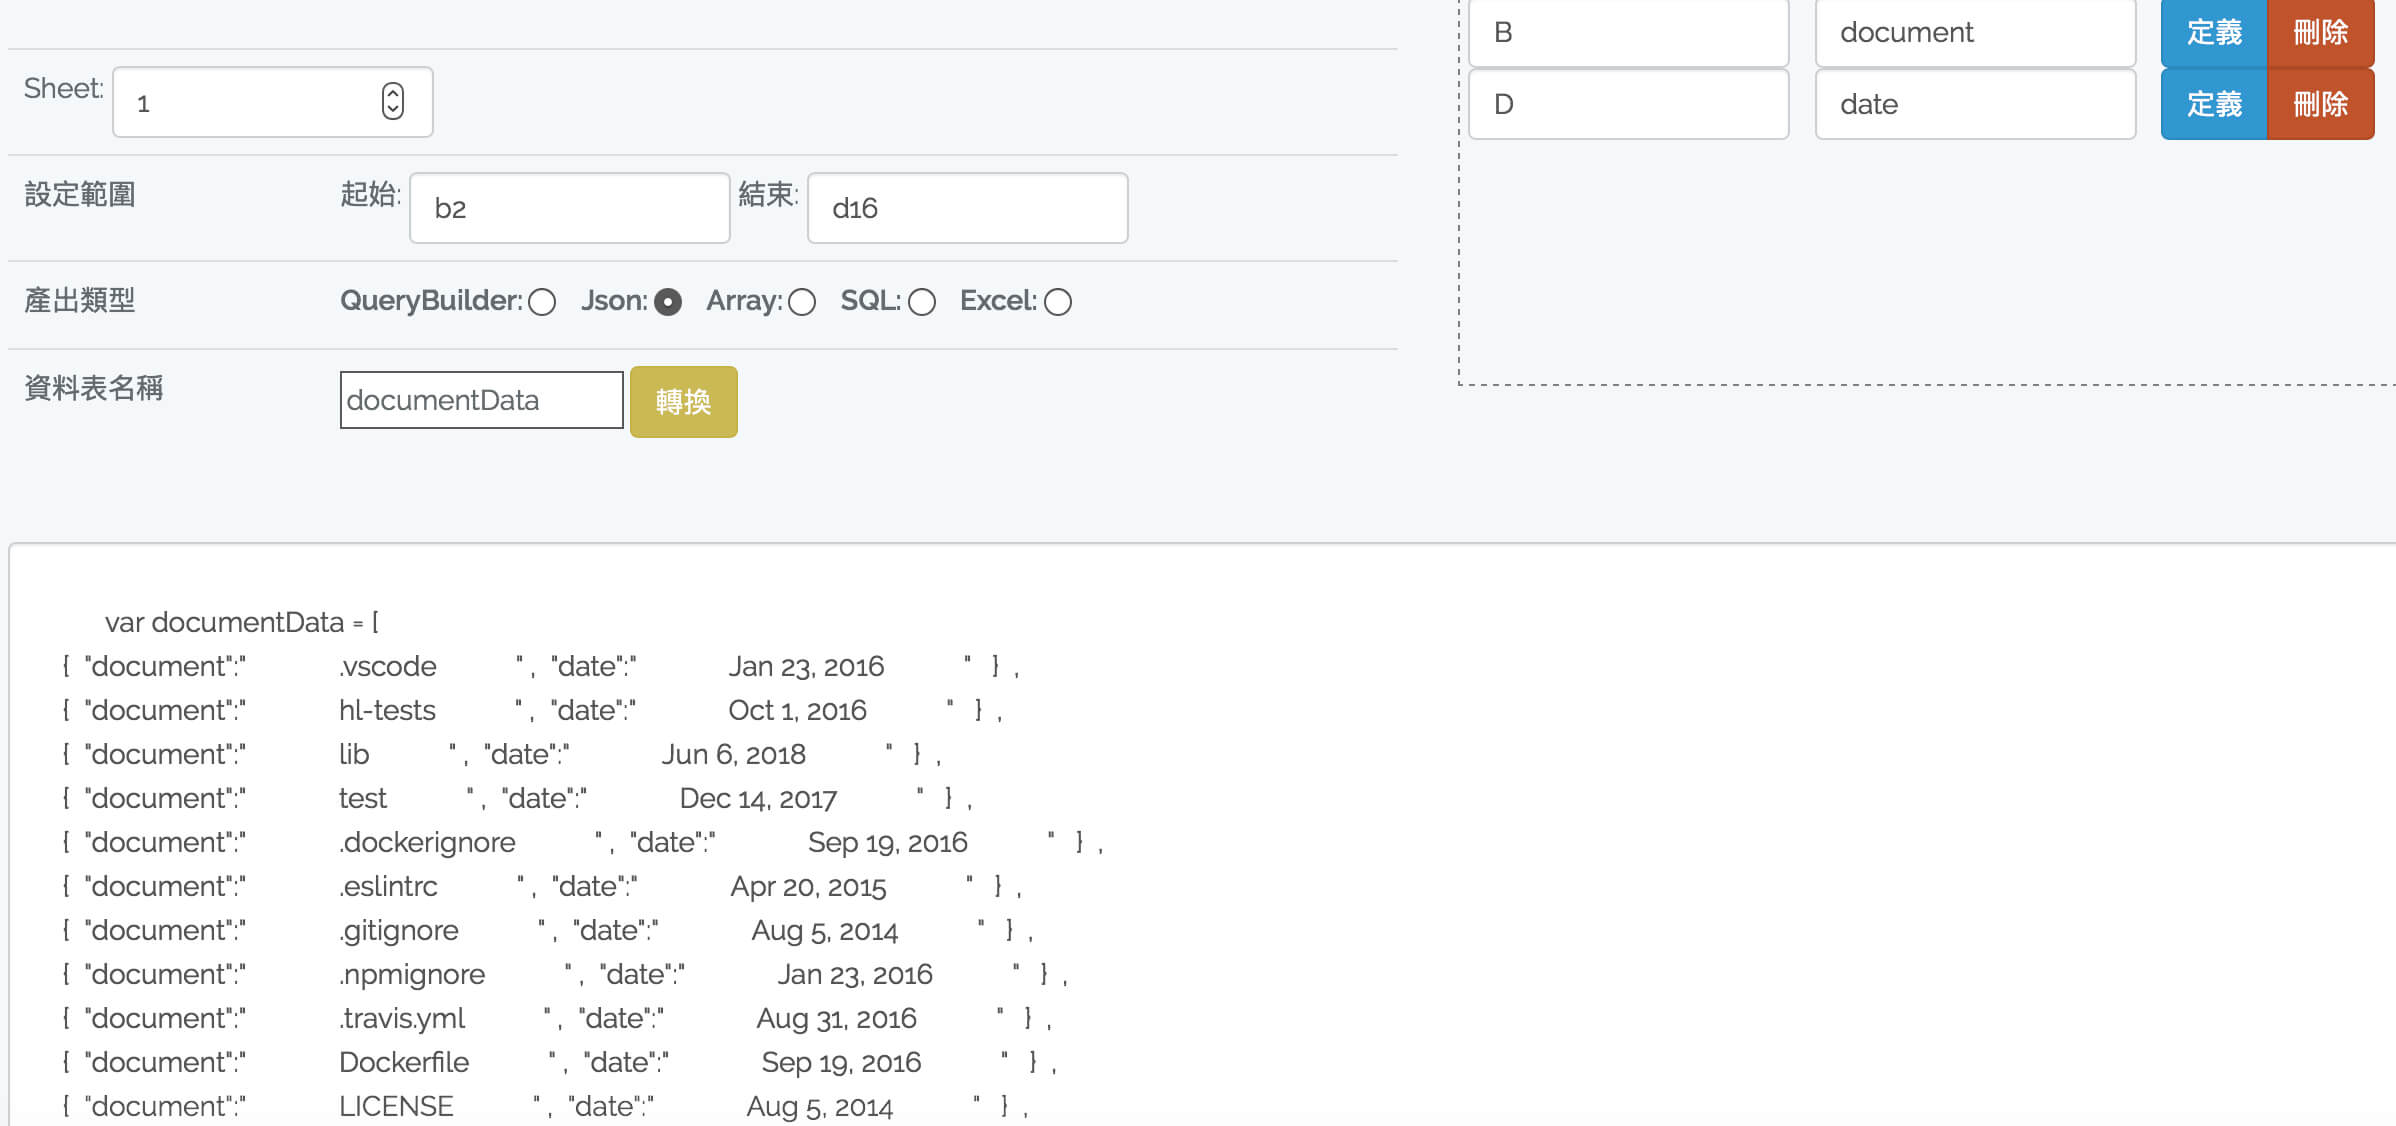 B document 定義 刪除
Sheet: 1
D date 定義 刪除
設定範圍 起始: b2 結束: d16
產出類型 QueryBuilder: Json: Array: SQL: Excel:
資料表名稱 documentData 轉換
var documentData = [
{ "document":" .vscode " , "date":" Jan 23, 2016 " } ,
{ "document":" hl-tests " , "date":" Oct 1, 2016 " } ,
{ "document":" lib " , "date":" Jun 6, 2018 " } ,
{ "document":" test " , "date":" Dec 14, 2017 " } ,
{ "document":" .dockerignore " , "date":" Sep 19, 2016 " } ,
{ "document":" .eslintrc " , "date":" Apr 20, 2015 " } ,
{ "document":" .gitignore " , "date":" Aug 5, 2014 " } ,
{ "document":" .npmignore " , "date":" Jan 23, 2016 " } ,
{ "document":" .travis.yml " , "date":" Aug 31, 2016 " } ,
{ "document":" Dockerfile " , "date":" Sep 19, 2016 " } ,
{ "document":" LICENSE " , "date":" Aug 5, 2014 " } ,